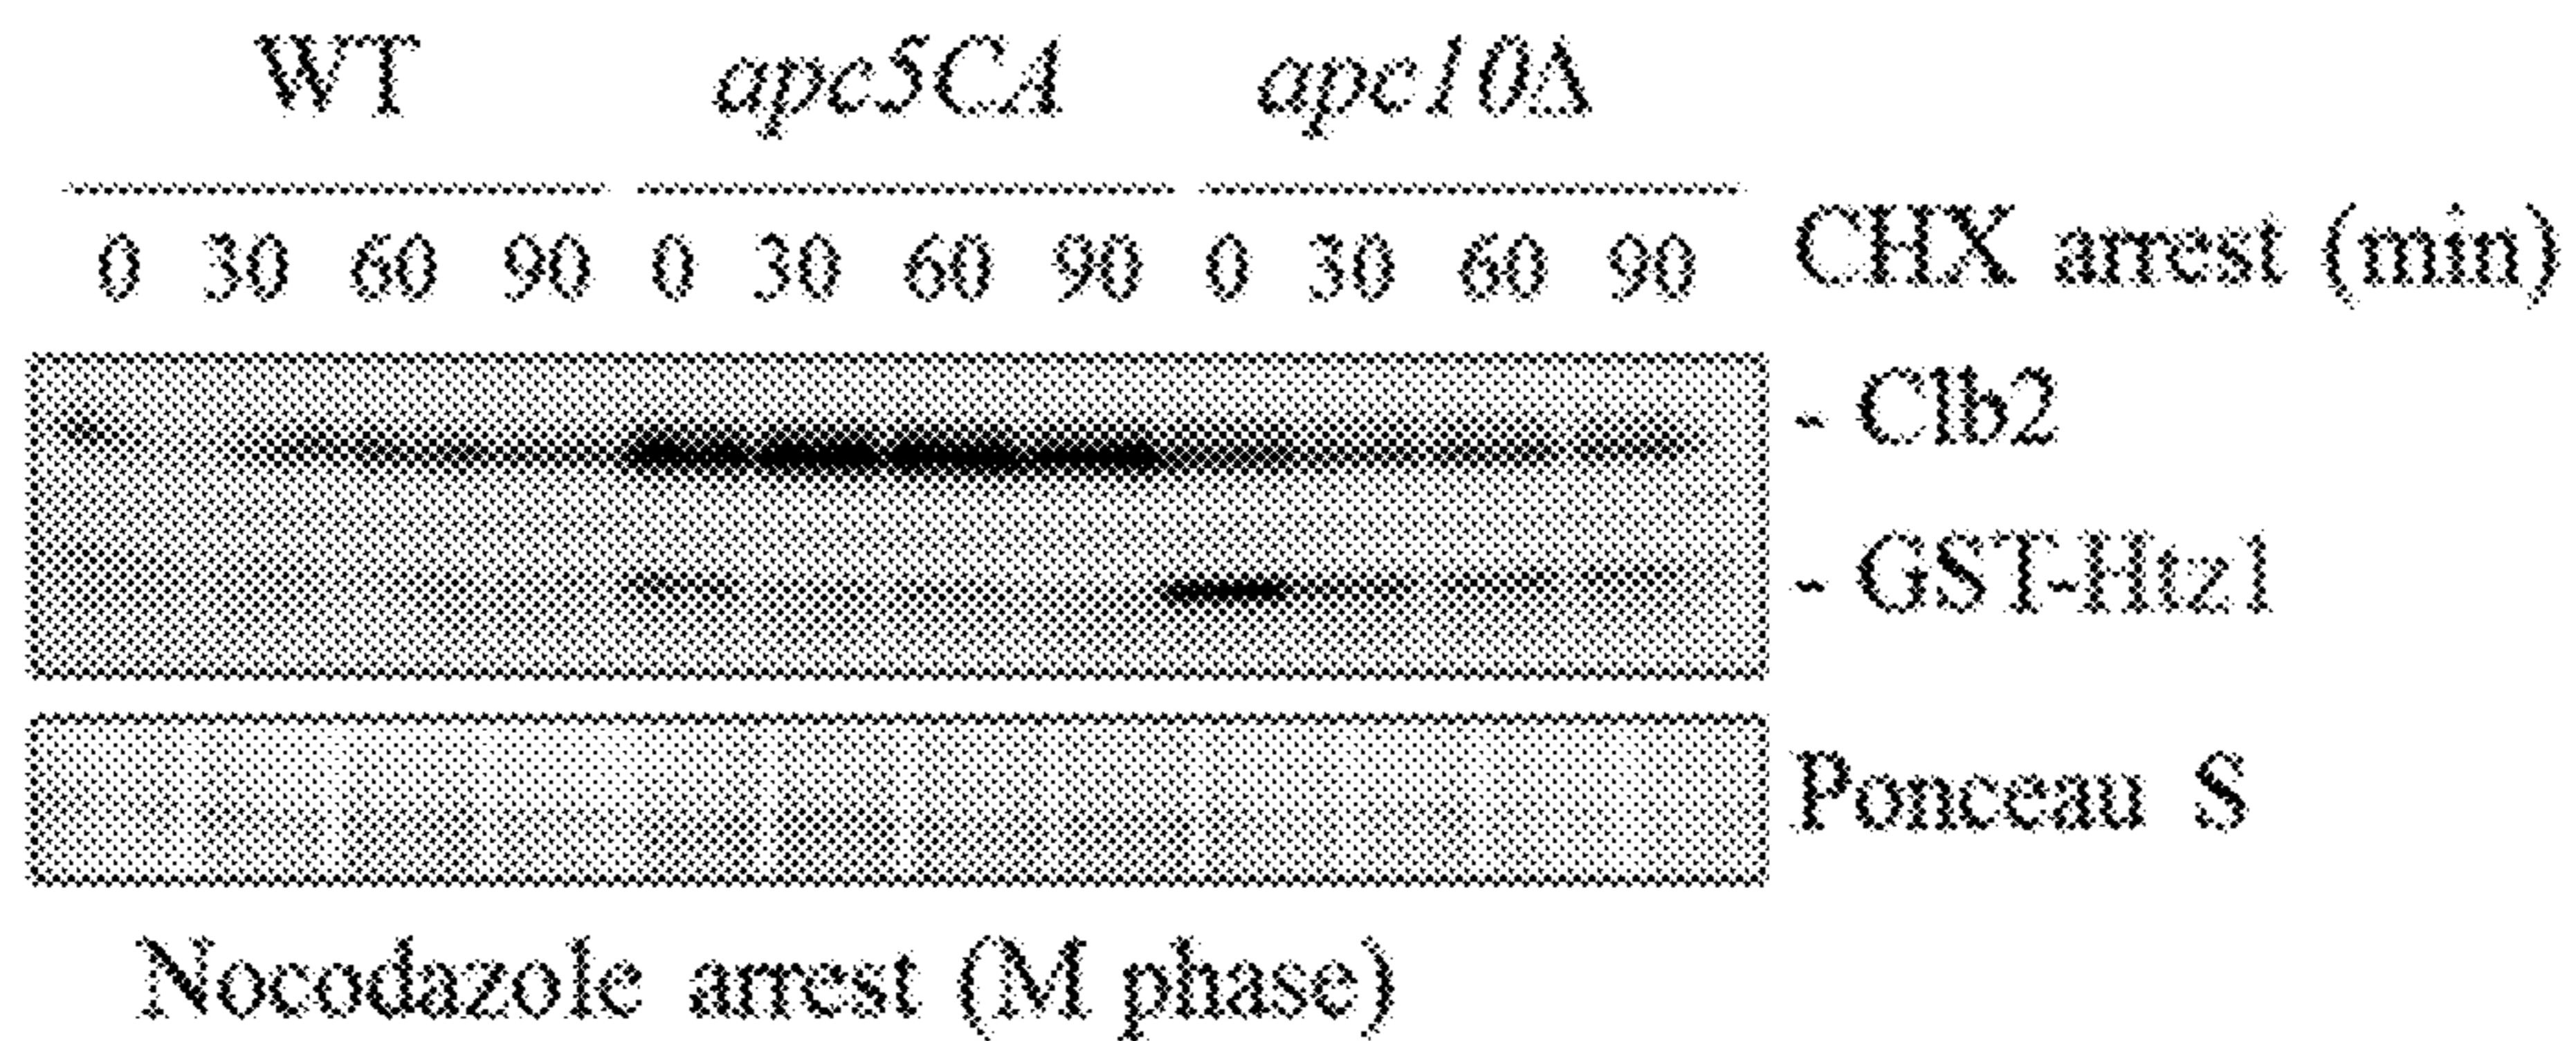 WT apc5CA apc10Δ
0 30 60 90 0 30 60 90 0 30 60 90 CHX arrest (min)
- Clb2
- GST-Htz1
Ponceau S
Nocodazole arrest (M phase)